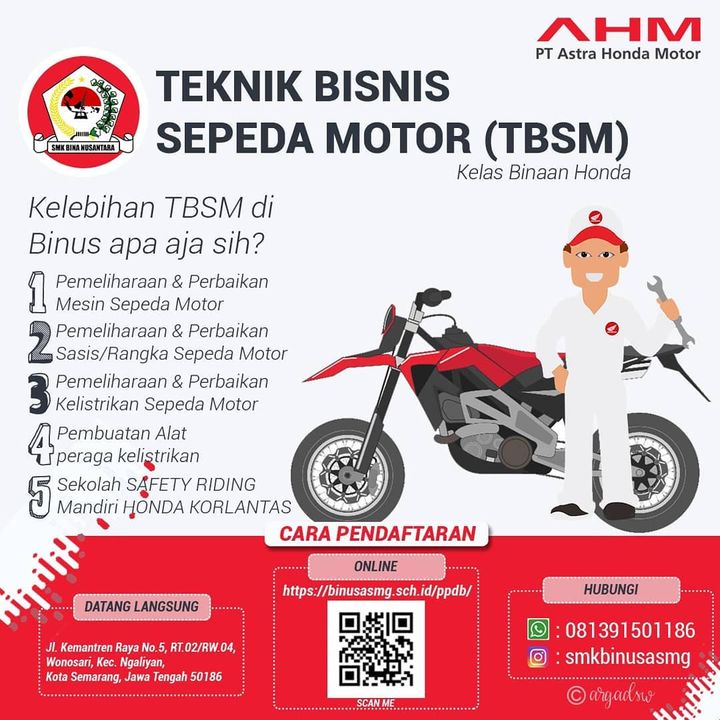 AHM
PT Astra Honda Motor
SMK BINA NUSANTARA
TEKNIK BISNIS
SEPEDA MOTOR (TBSM)
Kelas Binaan Honda
Kelebihan TBSM di
Binus apa aja sih?
1 Pemeliharaan & Perbaikan
Mesin Sepeda Motor
2 Pemeliharaan & Perbaikan
Sasis/Rangka Sepeda Motor
3 Pemeliharaan & Perbaikan
Kelistrikan Sepeda Motor
4 Pembuatan Alat
peraga kelistrikan
5 Sekolah SAFETY RIDING
Mandiri HONDA KORLANTAS
CARA PENDAFTARAN
DATANG LANGSUNG
Jl. Kemantren Raya No.5, RT.02/RW.04,
Wonosari, Kec. Ngaliyan,
Kota Semarang, Jawa Tengah 50186
ONLINE
https://binusasmg.sch.id/ppdb/
SCAN ME
HUBUNGI
: 081391501186
: smkbinusasmg
© argadsw